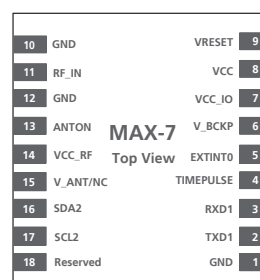 10 GND VRESET 9
11 RF_IN VCC 8
12 GND VCC_IO 7
13 ANTON MAX-7 V_BCKP 6
14 VCC_RF Top View EXTINT0 5
15 V_ANT/NC TIMEPULSE 4
16 SDA2 RXD1 3
17 SCL2 TXD1 2
18 Reserved GND 1